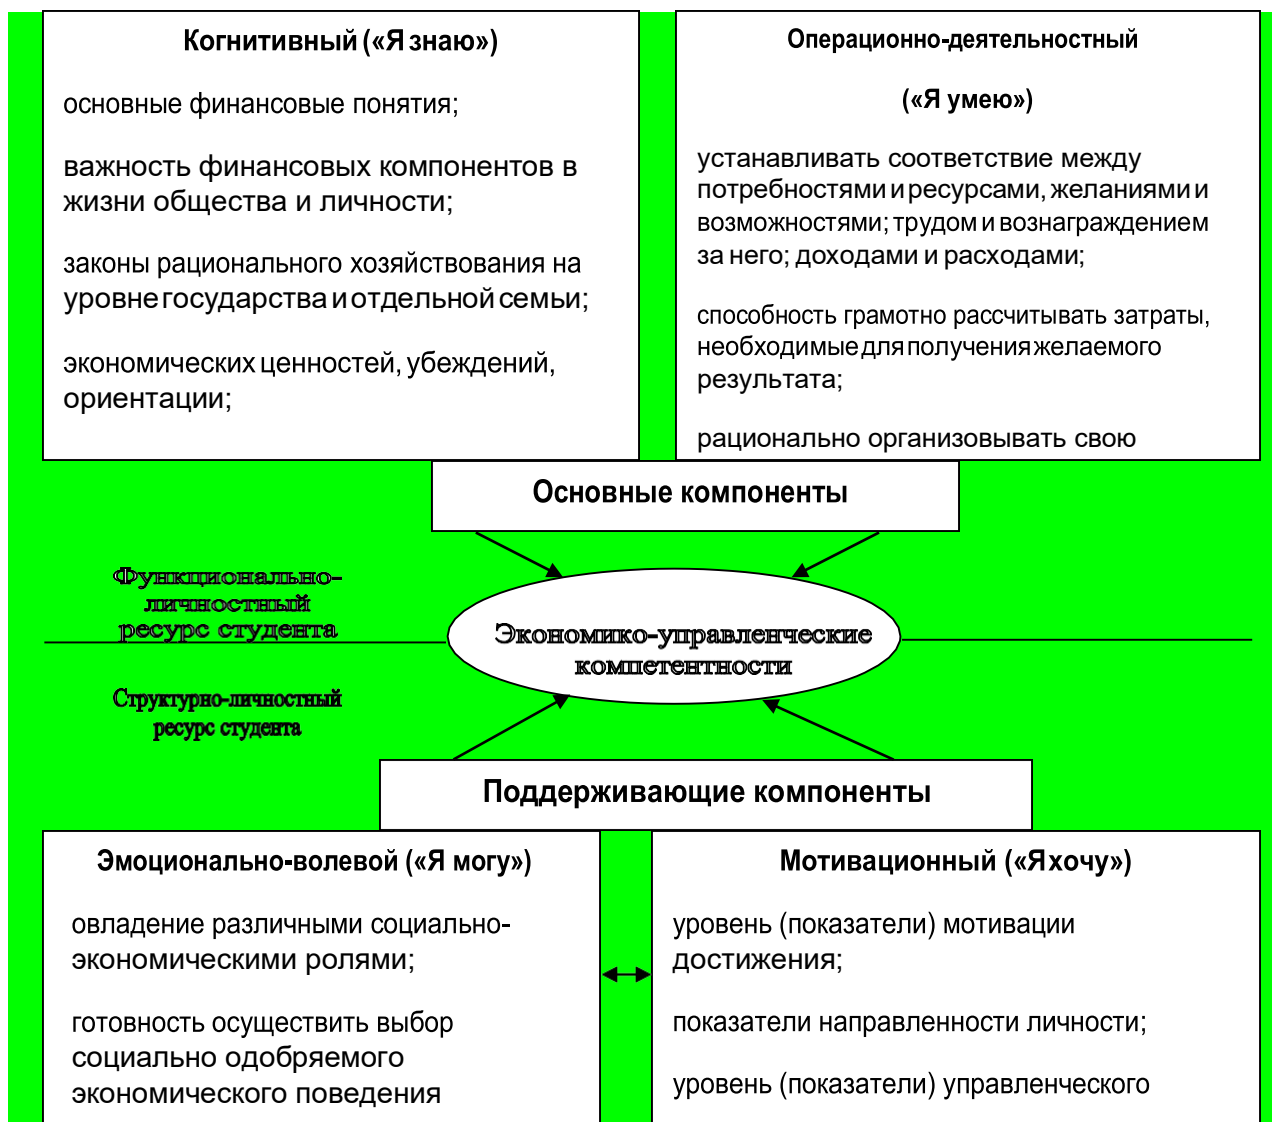 Когнитивный («Я знаю»)
основные финансовые понятия;
важность финансовых компонентов в
жизни общества и личности;
законы рационального хозяйствования на
уровне государства и отдельной семьи;
экономических ценностей, убеждений,
ориентации;
Операционно-деятельностный
(«Я умею»)
устанавливать соответствие между
потребностями и ресурсами, желаниями и
возможностями; трудом и вознаграждением
за него; доходами и расходами;
способность грамотно рассчитывать затраты,
необходимые для получения желаемого
результата;
рационально организовывать свою
Основные компоненты
Функционально-
личностный
ресурс студента
Экономико-управленческие
компетентности
Структурно-личностный
ресурс студента
Поддерживающие компоненты
Эмоционально-волевой («Я могу»)
овладение различными социально-
экономическими ролями;
готовность осуществить выбор
социально одобряемого
экономического поведения
Мотивационный («Я хочу»)
уровень (показатели) мотивации
достижения;
показатели направленности личности;
уровень (показатели) управленческого